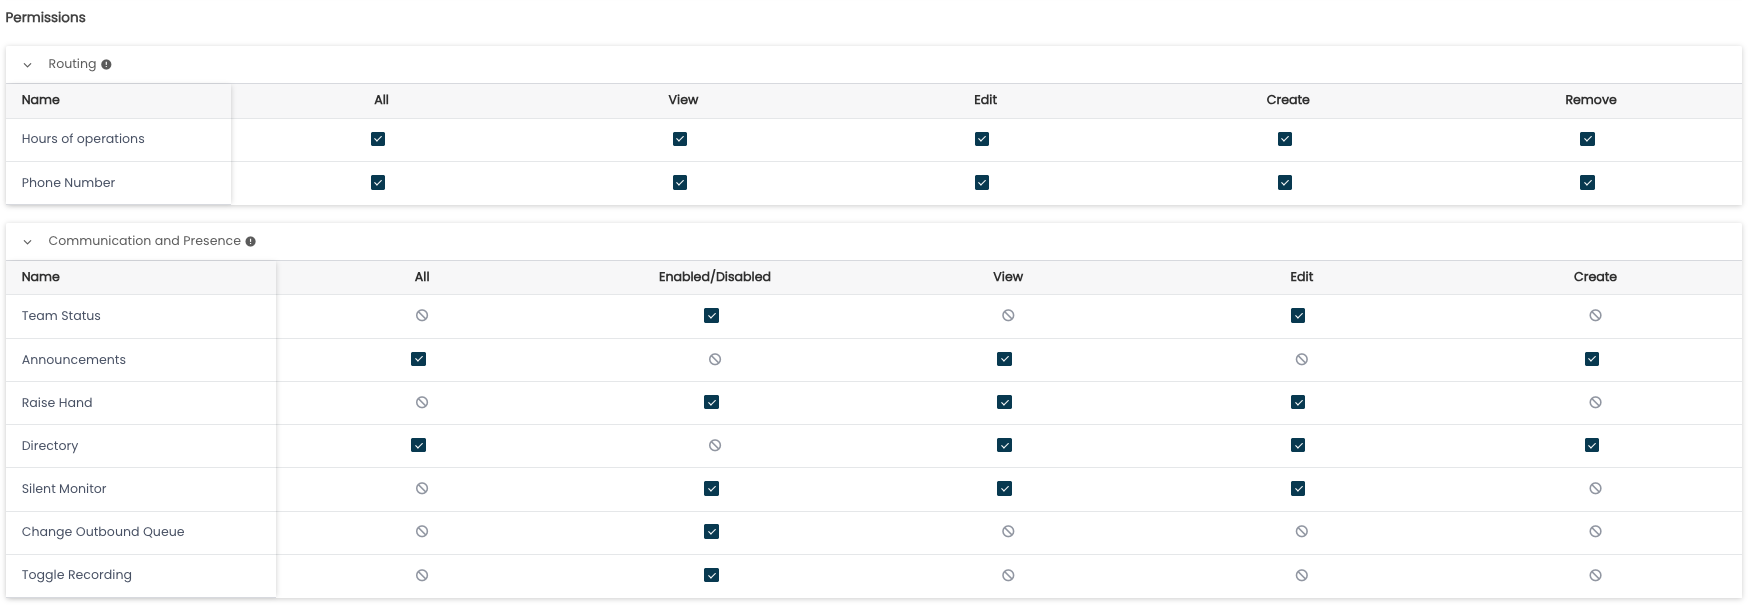 Permissions
Routing
Name All View Edit Create Remove
Hours of operations
Phone Number
Communication and Presence
Name All Enabled/Disabled View Edit Create
Team Status
Announcements
Raise Hand
Directory
Silent Monitor
Change Outbound Queue
Toggle Recording